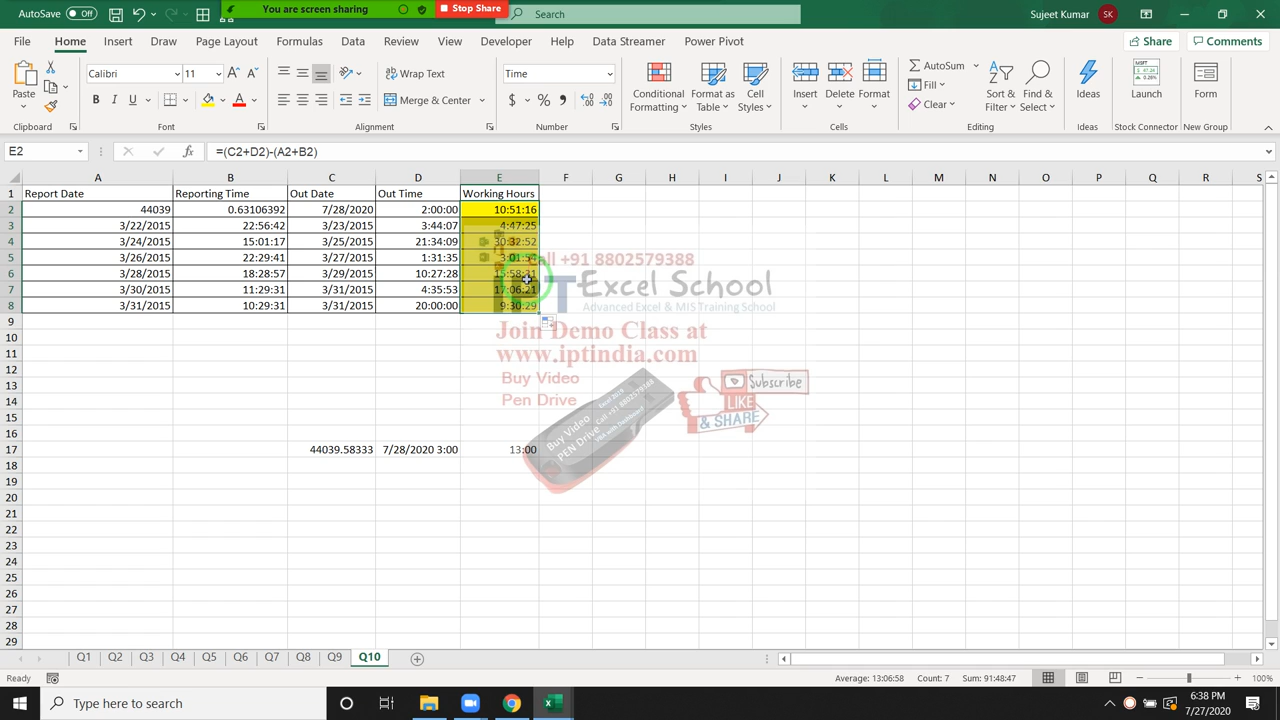 AutoSave Off
You are screen sharing
Stop Share
Search
Sujeet Kumar SK
File Home Insert Draw Page Layout Formulas Data Review View Developer Help Data Streamer Power Pivot Share Comments
Paste
Calibri 11
Wrap Text
Time
Conditional Formatting
Format as Table
Cell Styles
Insert Delete Format
AutoSum
Fill
Clear
Sort & Filter
Find & Select
Ideas
Launch
Form
B I U
Merge & Center
$ % ,
Clipboard Font Alignment Number Styles Cells Editing Ideas Stock Connector New Group
E2 fx =(C2+D2)-(A2+B2)
A B C D E F G H I J K L M N O P Q R S
1 Report Date Reporting Time Out Date Out Time Working Hours
2 44039 0.63106392 7/28/2020 2:00:00 10:51:16
3 3/22/2015 22:56:42 3/23/2015 3:44:07 4:47:25
4 3/24/2015 15:01:17 3/25/2015 21:34:09 30:32:52
5 3/26/2015 22:29:41 3/27/2015 1:31:35 3:01:54
6 3/28/2015 18:28:57 3/29/2015 10:27:28 15:58:31
7 3/30/2015 11:29:31 3/31/2015 4:35:53 17:06:21
8 3/31/2015 10:29:31 3/31/2015 20:00:00 9:30:29
9
10
11
12
13
14
15
16
17 44039.58333 7/28/2020 3:00 13:00
18
19
20
21
22
23
24
25
26
27
28
29
Call +91 8802579388
Excel School
Advanced Excel & MIS Training School
Join Demo Class at
www.iptindia.com
Buy Video
Pen Drive
Subscribe
LIKE
& SHARE
Buy Video
PEN Drive
Call +91 8802579388
Q1 Q2 Q3 Q4 Q5 Q6 Q7 Q8 Q9 Q10
Ready
Average: 13:06:58 Count: 7 Sum: 91:48:47
100%
Type here to search
6:38 PM
7/27/2020